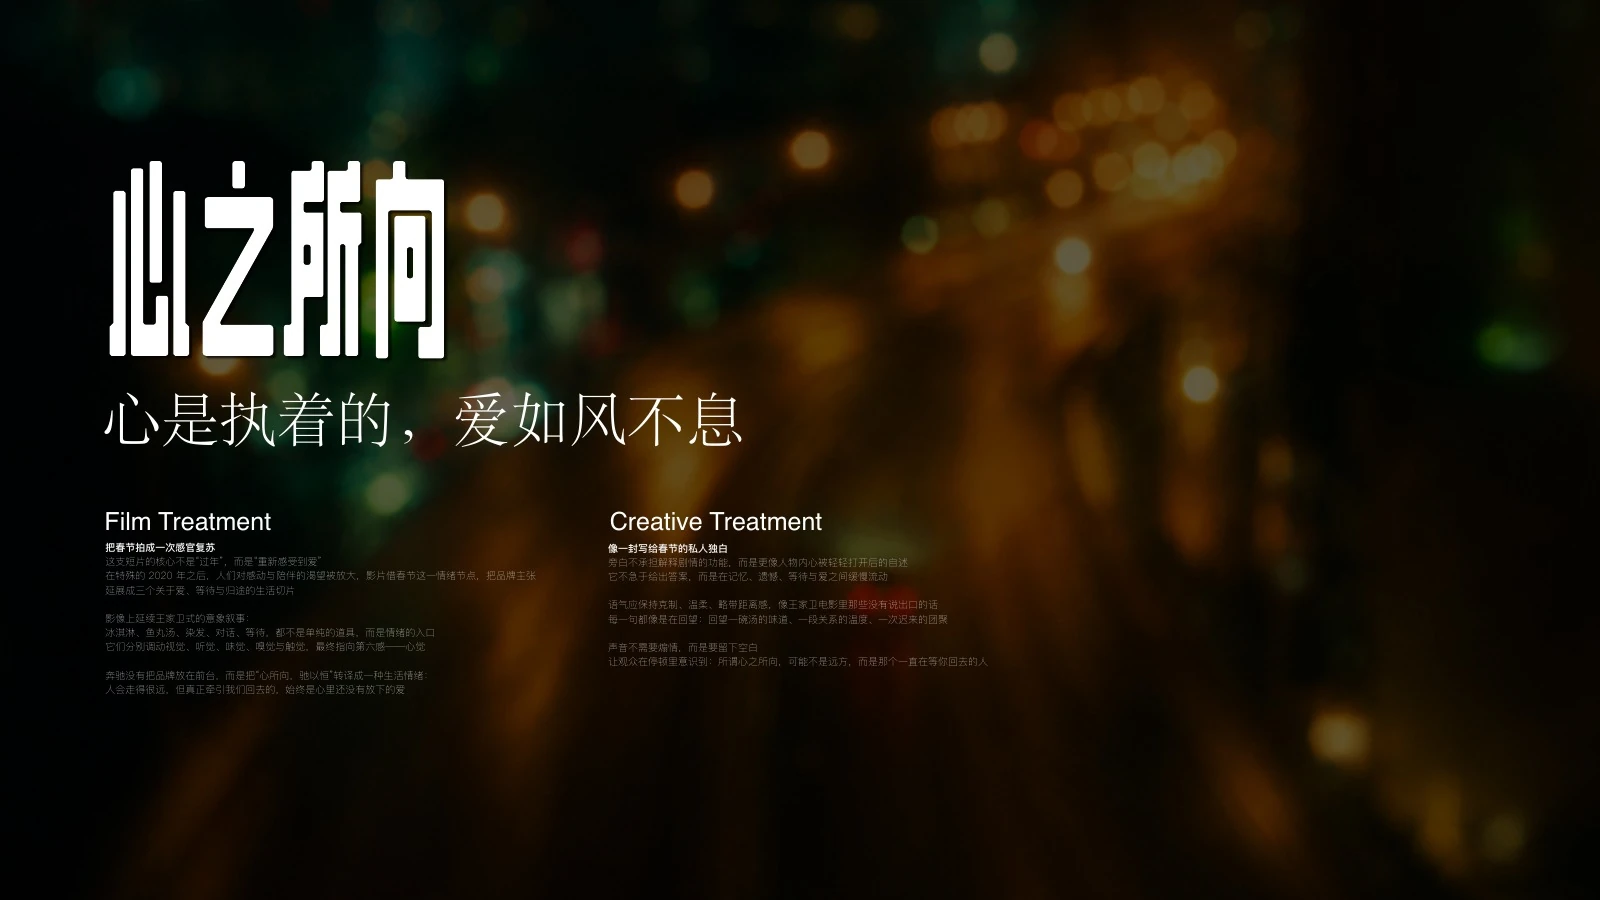 心之所向
心是执着的，爱如风不息
Film Treatment
把春节拍成一次感官复苏
这支短片的核心不是“过年”，而是“重新感受到爱”
在特殊的 2020 年之后，人们对感动与陪伴的渴望被放大，影片借春节这一情绪节点，把品牌主张
延展成三个关于爱、等待与归途的生活切片
影像上延续王家卫式的意象叙事：
冰淇淋、鱼丸汤、染发、对话、等待，都不是单纯的道具，而是情绪的入口
它们分别调动视觉、听觉、味觉、嗅觉与触觉，最终指向第六感——心觉
奔驰没有把品牌放在前台，而是把“心所向，驰以恒”转译成一种生活情绪：
人会走得很远，但真正牵引我们回去的，始终是心里还没有放下的爱
Creative Treatment
像一封写给春节的私人独白
旁白不承担解释剧情的功能，而是更像人物内心被轻轻打开后的自述
它不急于给出答案，而是在记忆、遗憾、等待与爱之间缓慢流动
语气应保持克制、温柔、略带距离感，像王家卫电影里那些没有说出口的话
每一句都像是在回望：回望一碗汤的味道、一段关系的温度、一次迟来的团聚
声音不需要煽情，而是要留下空白
让观众在停顿里意识到：所谓心之所向，可能不是远方，而是那个一直在等你回去的人